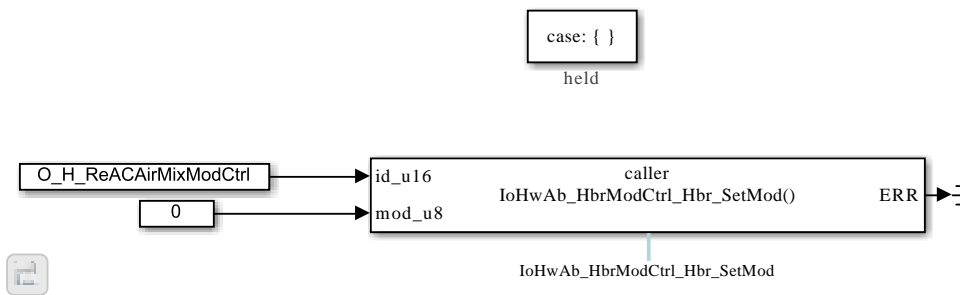 case: { }
held
O_H_ReACAirMixModCtrl
0
id_u16
mod_u8
caller
IoHwAb_HbrModCtrl_Hbr_SetMod()
ERR
IoHwAb_HbrModCtrl_Hbr_SetMod